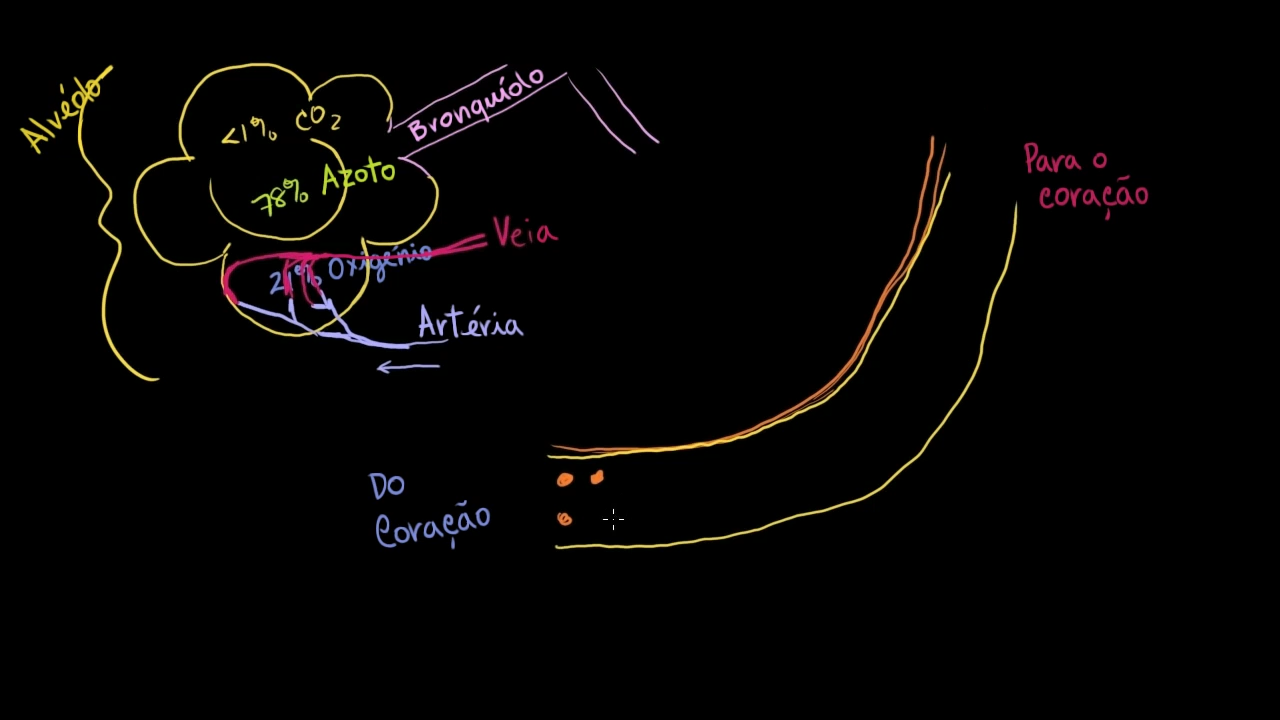 Alvéolo
<1% CO2
Bronquíolo
78% Azoto
21% Oxigénio
Veia
Artéria
Para o
coração
Do
Coração